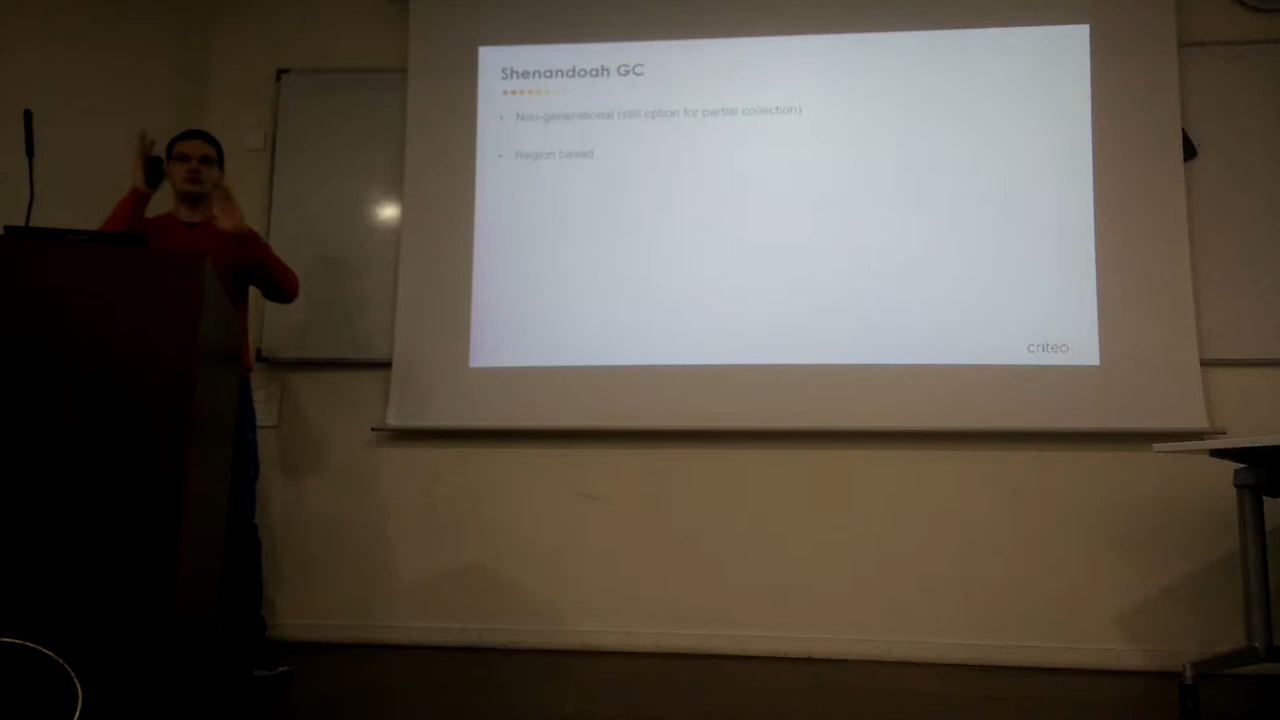 Shenandoah GC
• Non-generational (still option for partial collection)
• Region based
criteo